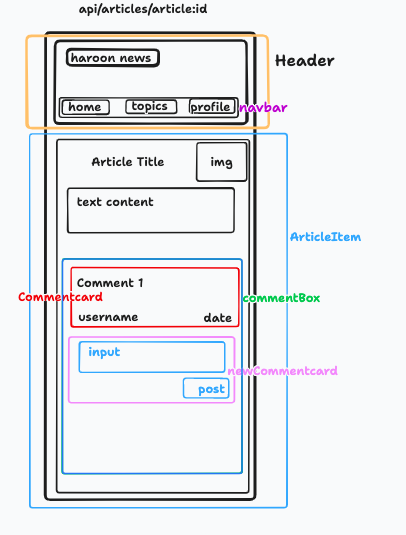 api/articles/article:id
haroon news
Header
home topics profile navbar
Article Title img
text content
ArticleItem
Comment 1
Commentcard commentBox
username date
input
newCommentcard
post